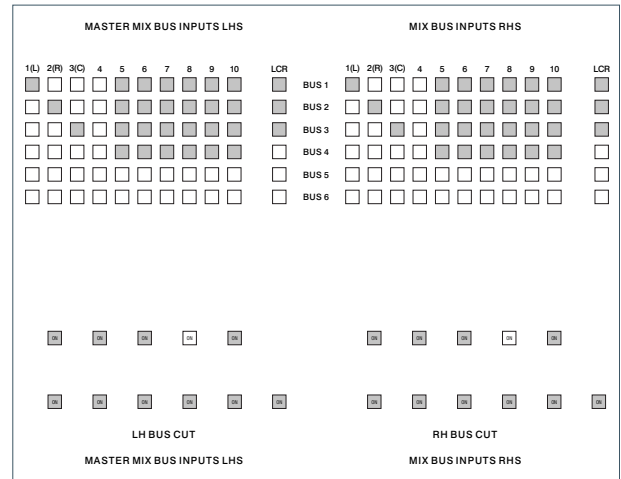 MASTER MIX BUS INPUTS LHS MIX BUS INPUTS RHS
1(L) 2(R) 3(C) 4 5 6 7 8 9 10 LCR 1(L) 2(R) 3(C) 4 5 6 7 8 9 10 LCR
BUS 1
BUS 2
BUS 3
BUS 4
BUS 5
BUS 6
ON ON ON ON ON ON ON ON ON ON
ON ON ON ON ON ON ON ON ON ON ON ON
LH BUS CUT RH BUS CUT
MASTER MIX BUS INPUTS LHS MIX BUS INPUTS RHS